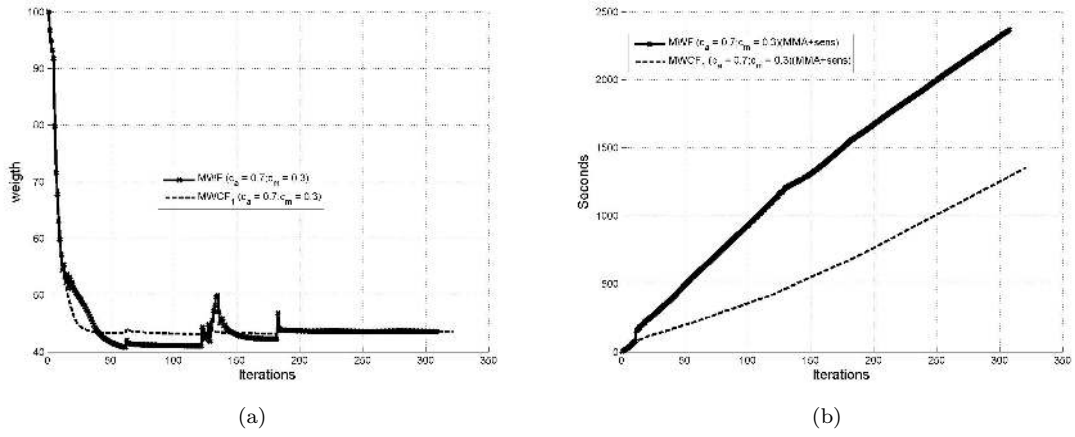 100
90
80
70
60
50
40
weigth
MWF (c_a = 0.7;c_m = 0.3)
MWCF_1 (c_a = 0.7;c_m = 0.3)
0 50 100 150 200 250 300 350
Iterations
(a)
2500
2000
1500
1000
500
0
Seconds
MWF (c_a = 0.7;c_m = 0.3)(MMA+sens)
MWCF_1 (c_a = 0.7;c_m = 0.3)(MMA+sens)
0 50 100 150 200 250 300 350
Iterations
(b)